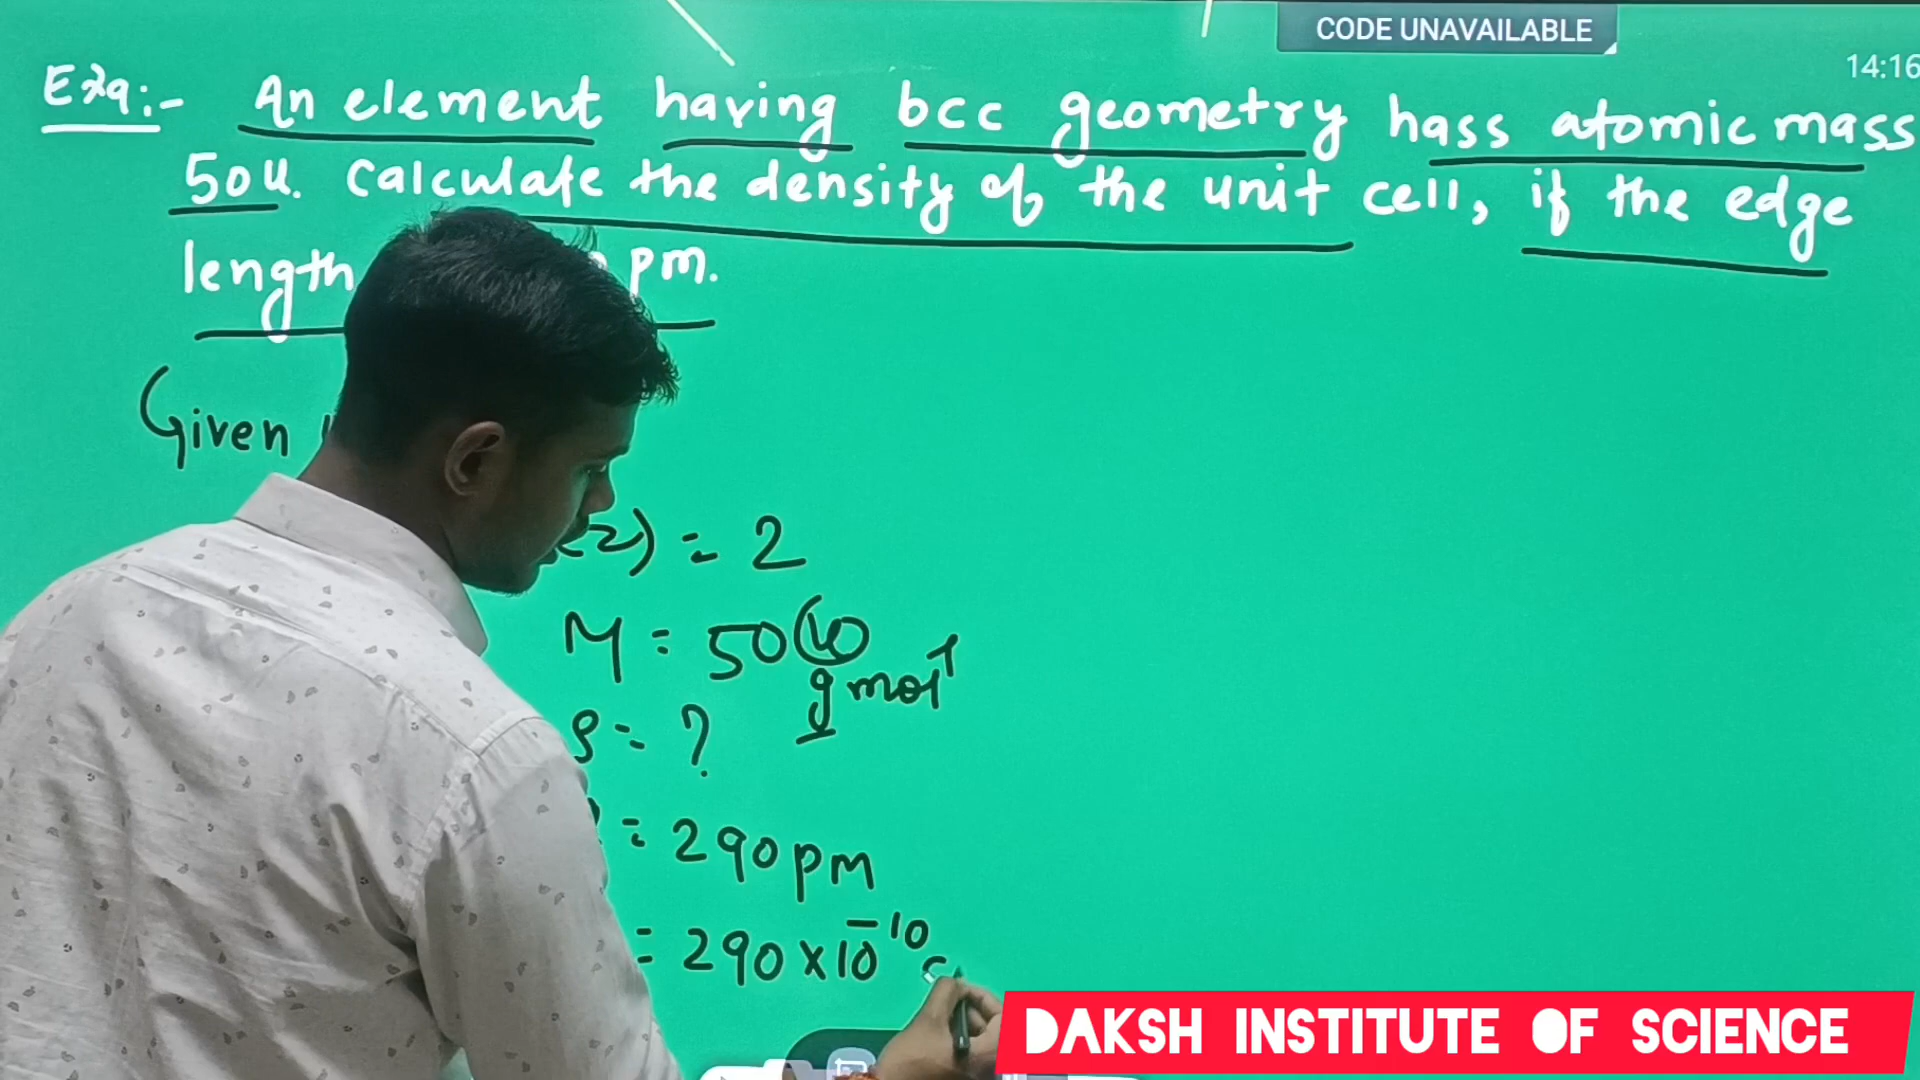 CODE UNAVAILABLE
14:16
Exq:- An element having bcc geometry hass atomic mass
50u. Calculate the density of the unit cell, if the edge
length pm.
Given
(z) = 2
M = 50 u
g mol⁻¹
ρ = ?
= 290 pm
= 290 × 10⁻¹⁰ c
DAKSH INSTITUTE OF SCIENCE